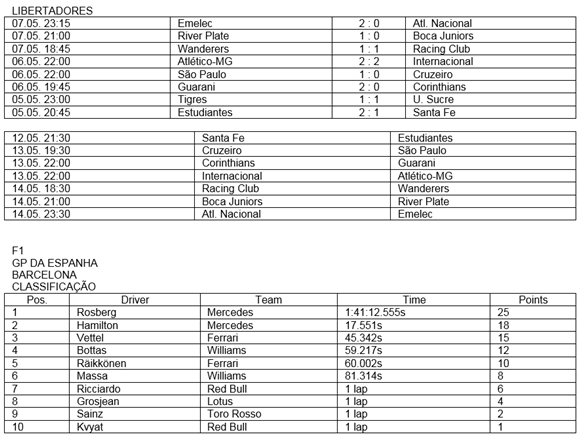 LIBERTADORES
07.05. 23:15 Emelec 2 : 0 Atl. Nacional
07.05. 21:00 River Plate 1 : 0 Boca Juniors
07.05. 18:45 Wanderers 1 : 1 Racing Club
06.05. 22:00 Atlético-MG 2 : 2 Internacional
06.05. 22:00 São Paulo 1 : 0 Cruzeiro
06.05. 19:45 Guarani 2 : 0 Corinthians
05.05. 23:00 Tigres 1 : 1 U. Sucre
05.05. 20:45 Estudiantes 2 : 1 Santa Fe
12.05. 21:30 Santa Fe Estudiantes
13.05. 19:30 Cruzeiro São Paulo
13.05. 22:00 Corinthians Guarani
13.05. 22:00 Internacional Atlético-MG
14.05. 18:30 Racing Club Wanderers
14.05. 21:00 Boca Juniors River Plate
14.05. 23:30 Atl. Nacional Emelec
F1
GP DA ESPANHA
BARCELONA
CLASSIFICAÇÃO
Pos. Driver Team Time Points
1 Rosberg Mercedes 1:41:12.555s 25
2 Hamilton Mercedes 17.551s 18
3 Vettel Ferrari 45.342s 15
4 Bottas Williams 59.217s 12
5 Räikkönen Ferrari 60.002s 10
6 Massa Williams 81.314s 8
7 Ricciardo Red Bull 1 lap 6
8 Grosjean Lotus 1 lap 4
9 Sainz Toro Rosso 1 lap 2
10 Kvyat Red Bull 1 lap 1